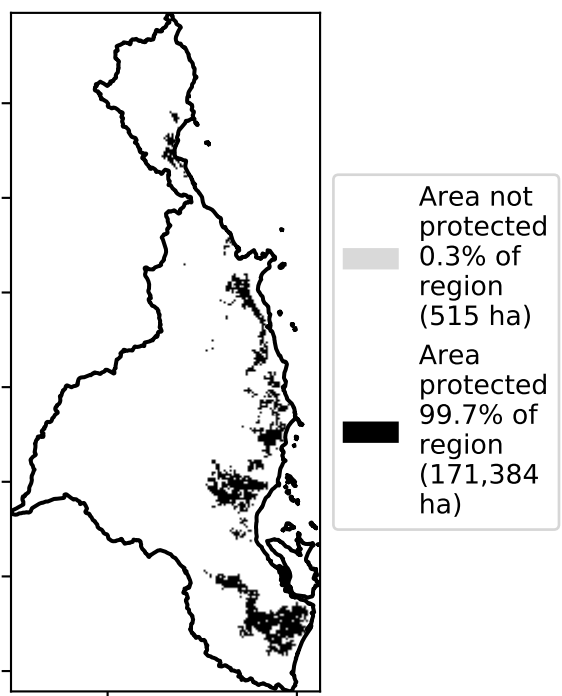 Area not
protected
0.3% of
region
(515 ha)
Area
protected
99.7% of
region
(171,384
ha)